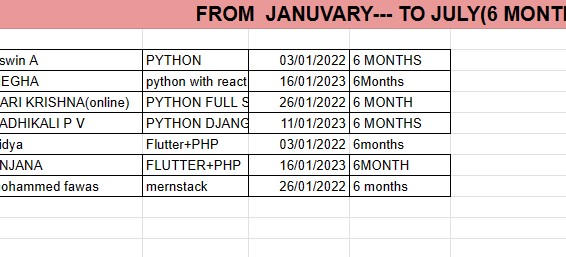 FROM JANUVARY--- TO JULY(6 MONT
swin A PYTHON 03/01/2022 6 MONTHS
EGHA python with react 16/01/2023 6Months
ARI KRISHNA(online) PYTHON FULL S 26/01/2022 6 MONTH
ADHIKALI P V PYTHON DJANG 11/01/2023 6 MONTHS
idya Flutter+PHP 03/01/2022 6months
NJANA FLUTTER+PHP 16/01/2023 6MONTH
ohammed fawas mernstack 26/01/2022 6 months